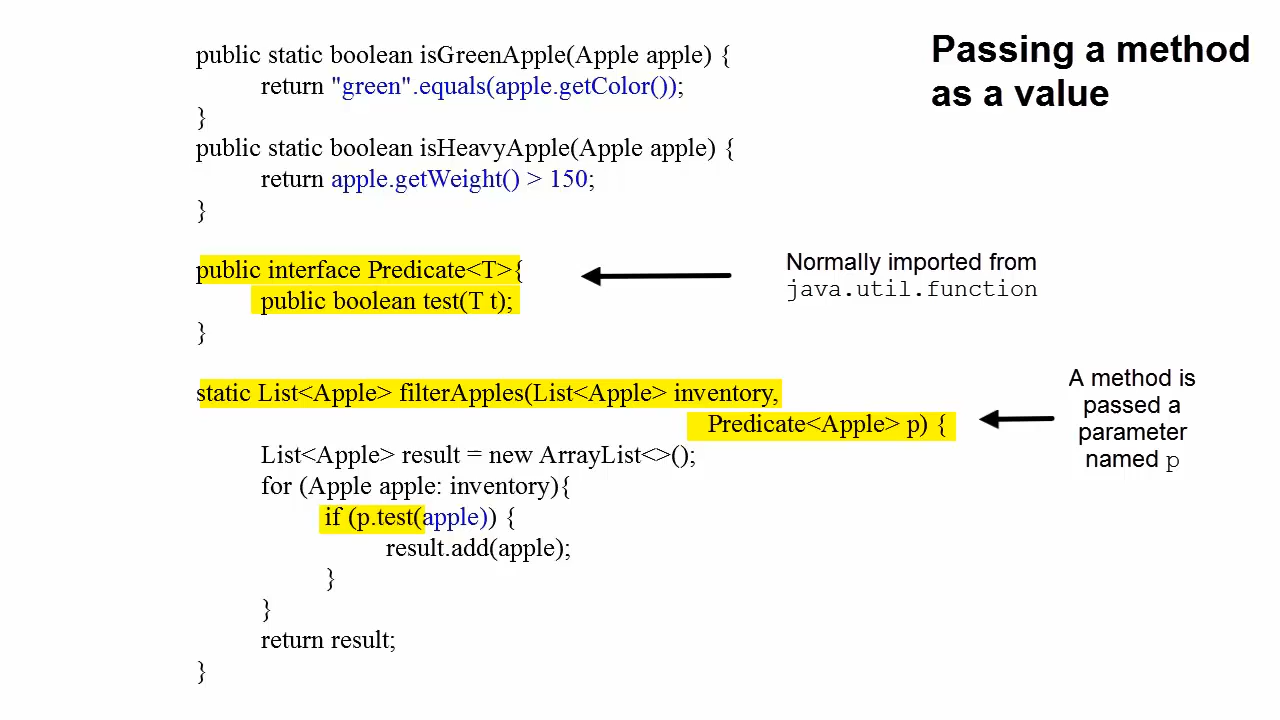 Passing a method
as a value
public static boolean isGreenApple(Apple apple) {
return "green".equals(apple.getColor());
}
public static boolean isHeavyApple(Apple apple) {
return apple.getWeight() > 150;
}
public interface Predicate<T>{
public boolean test(T t);
}
Normally imported from
java.util.function
static List<Apple> filterApples(List<Apple> inventory,
Predicate<Apple> p) {
List<Apple> result = new ArrayList<>();
for (Apple apple: inventory){
if (p.test(apple)) {
result.add(apple);
}
}
return result;
}
A method is
passed a
parameter
named p